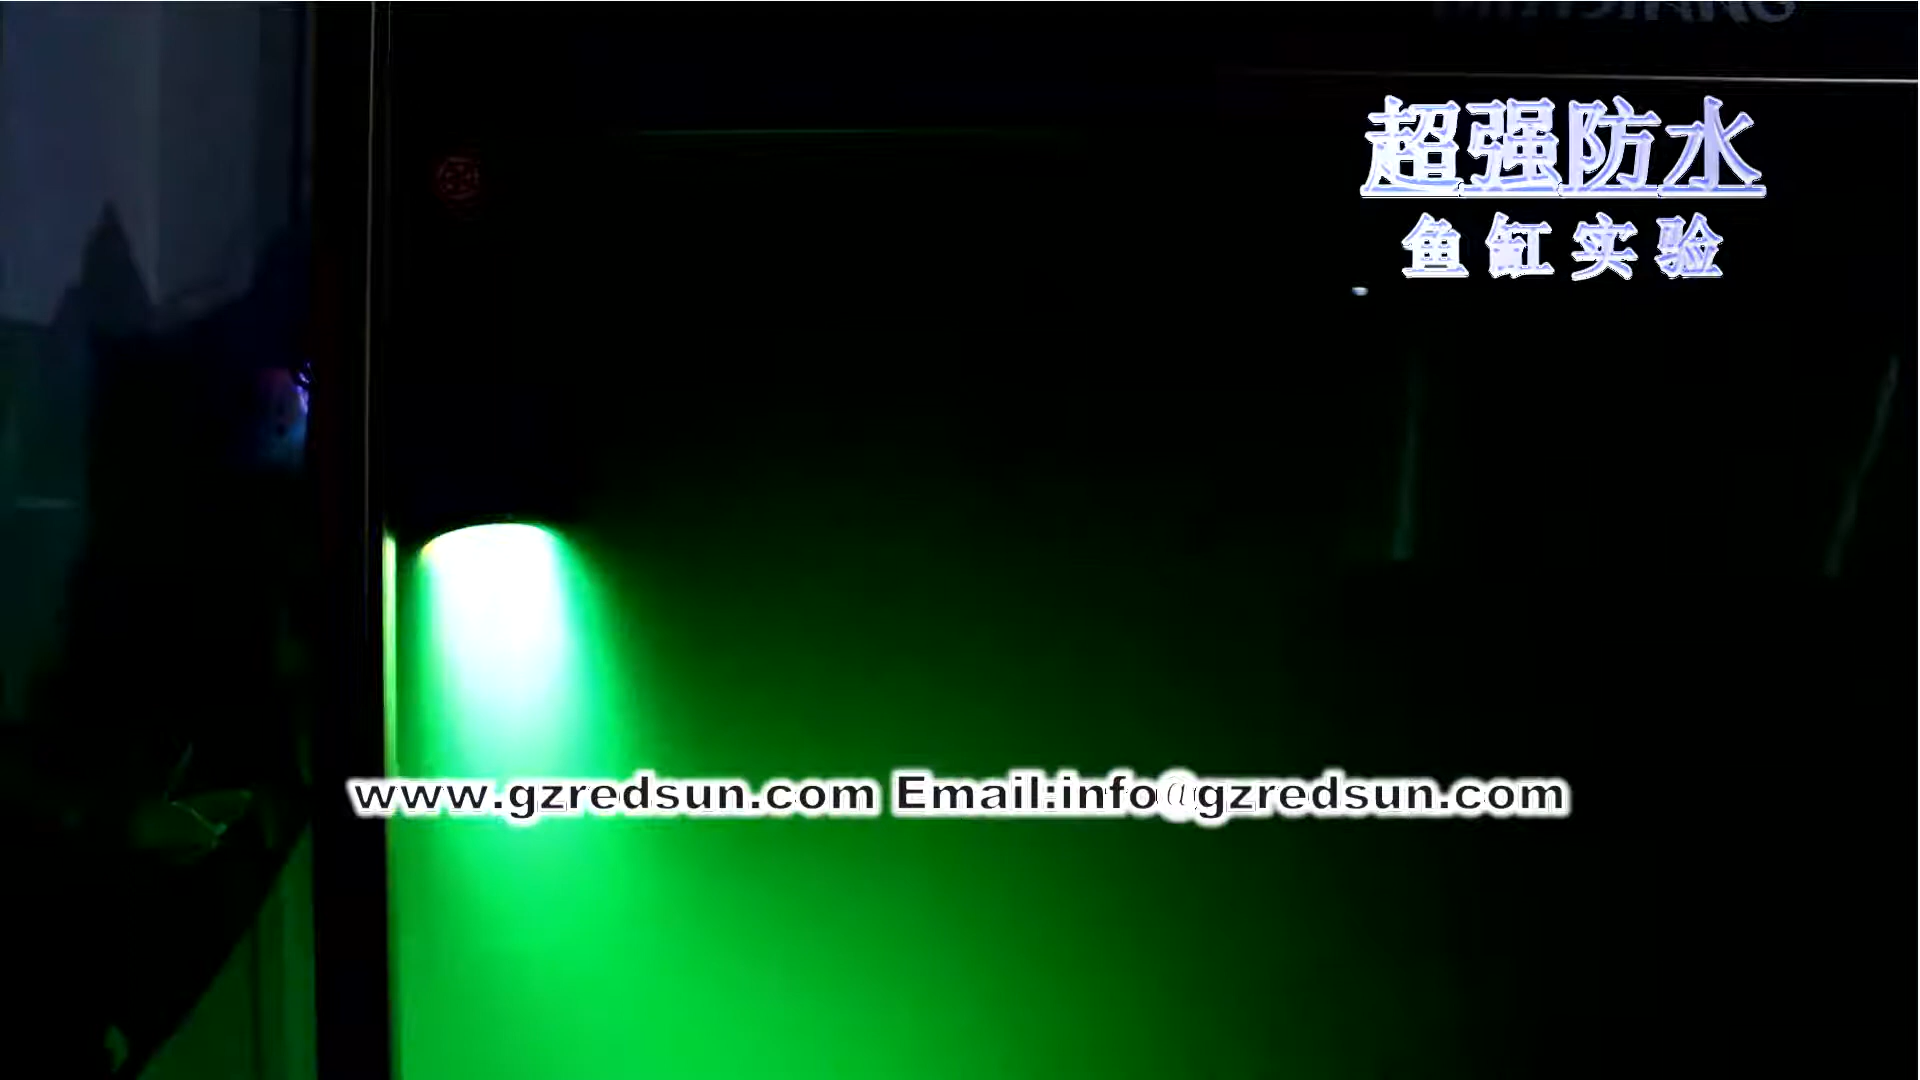 超强防水
鱼缸实验
www.gzredsun.com Email:info@gzredsun.com